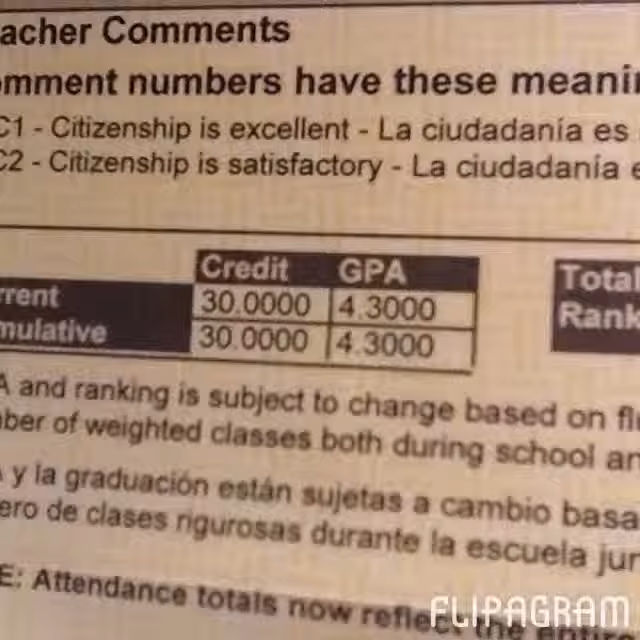 acher Comments
omment numbers have these meanin
C1 - Citizenship is excellent - La ciudadanía es
C2 - Citizenship is satisfactory - La ciudadanía e
Credit GPA
rrent 30.0000 4.3000
mulative 30.0000 4.3000
Total
Rank
A and ranking is subject to change based on fl
ber of weighted classes both during school an
A y la graduación están sujetas a cambio basa
ero de clases rigurosas durante la escuela jun
E: Attendance totals now reflect the
FLIPAGRAM